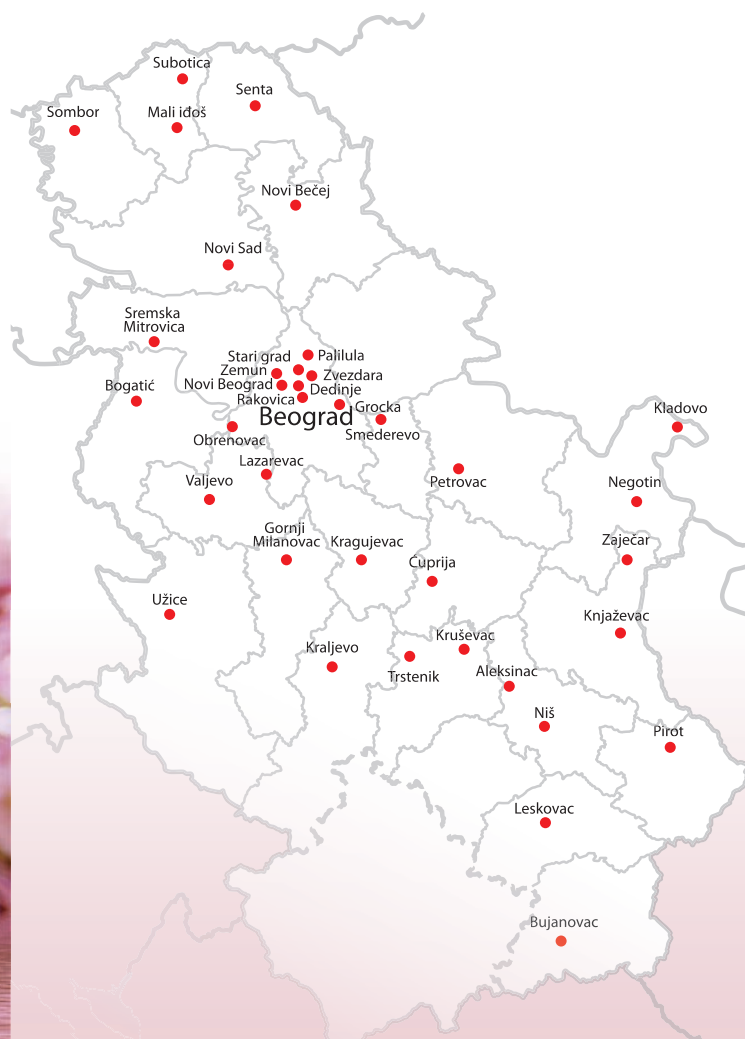 Subotica
Senta
Sombor
Mali iđoš
Novi Bečej
Novi Sad
Sremska
Mitrovica
Stari grad
Palilula
Zemun
Zvezdara
Bogatić
Novi Beograd
Dedinje
Rakovica
Grocka
Beograd
Kladovo
Obrenovac
Smederevo
Lazarevac
Valjevo
Petrovac
Negotin
Gornji
Milanovac
Kragujevac
Zaječar
Ćuprija
Užice
Knjaževac
Kraljevo
Kruševac
Trstenik
Aleksinac
Niš
Pirot
Leskovac
Bujanovac